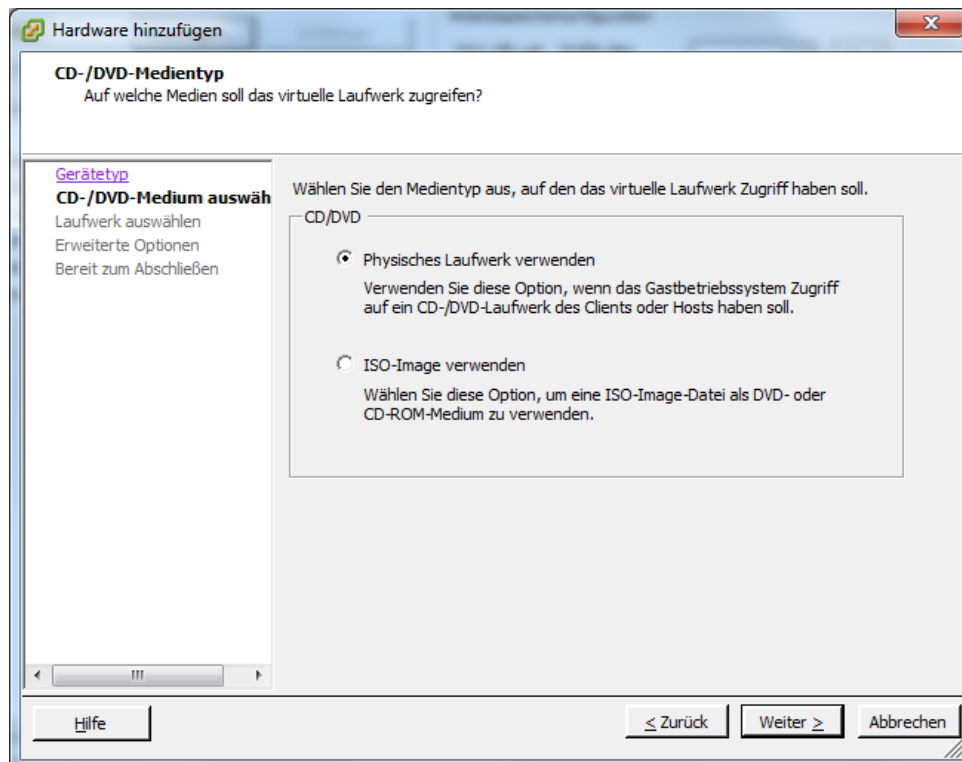 Hardware hinzufügen
CD-/DVD-Medientyp
Auf welche Medien soll das virtuelle Laufwerk zugreifen?
Gerätetyp
CD-/DVD-Medium auswäh
Laufwerk auswählen
Erweiterte Optionen
Bereit zum Abschließen
Wählen Sie den Medientyp aus, auf den das virtuelle Laufwerk Zugriff haben soll.
CD/DVD
Physisches Laufwerk verwenden
Verwenden Sie diese Option, wenn das Gastbetriebssystem Zugriff
auf ein CD-/DVD-Laufwerk des Clients oder Hosts haben soll.
ISO-Image verwenden
Wählen Sie diese Option, um eine ISO-Image-Datei als DVD- oder
CD-ROM-Medium zu verwenden.
Hilfe
< Zurück
Weiter >
Abbrechen